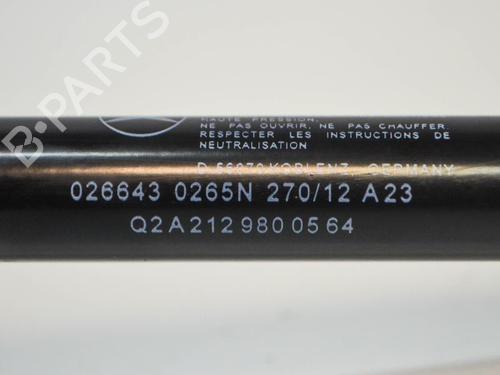 B-PARTS
HAUTE PRESSION.
NE PAS OUVRIR, NE PAS CHAUFFER.
RESPECTER LES INSTRUCTIONS DE
NEUTRALISATION
D-56070 KOBLENZ, GERMANY
026643 0265N 270/12 A23
Q2A2129800564